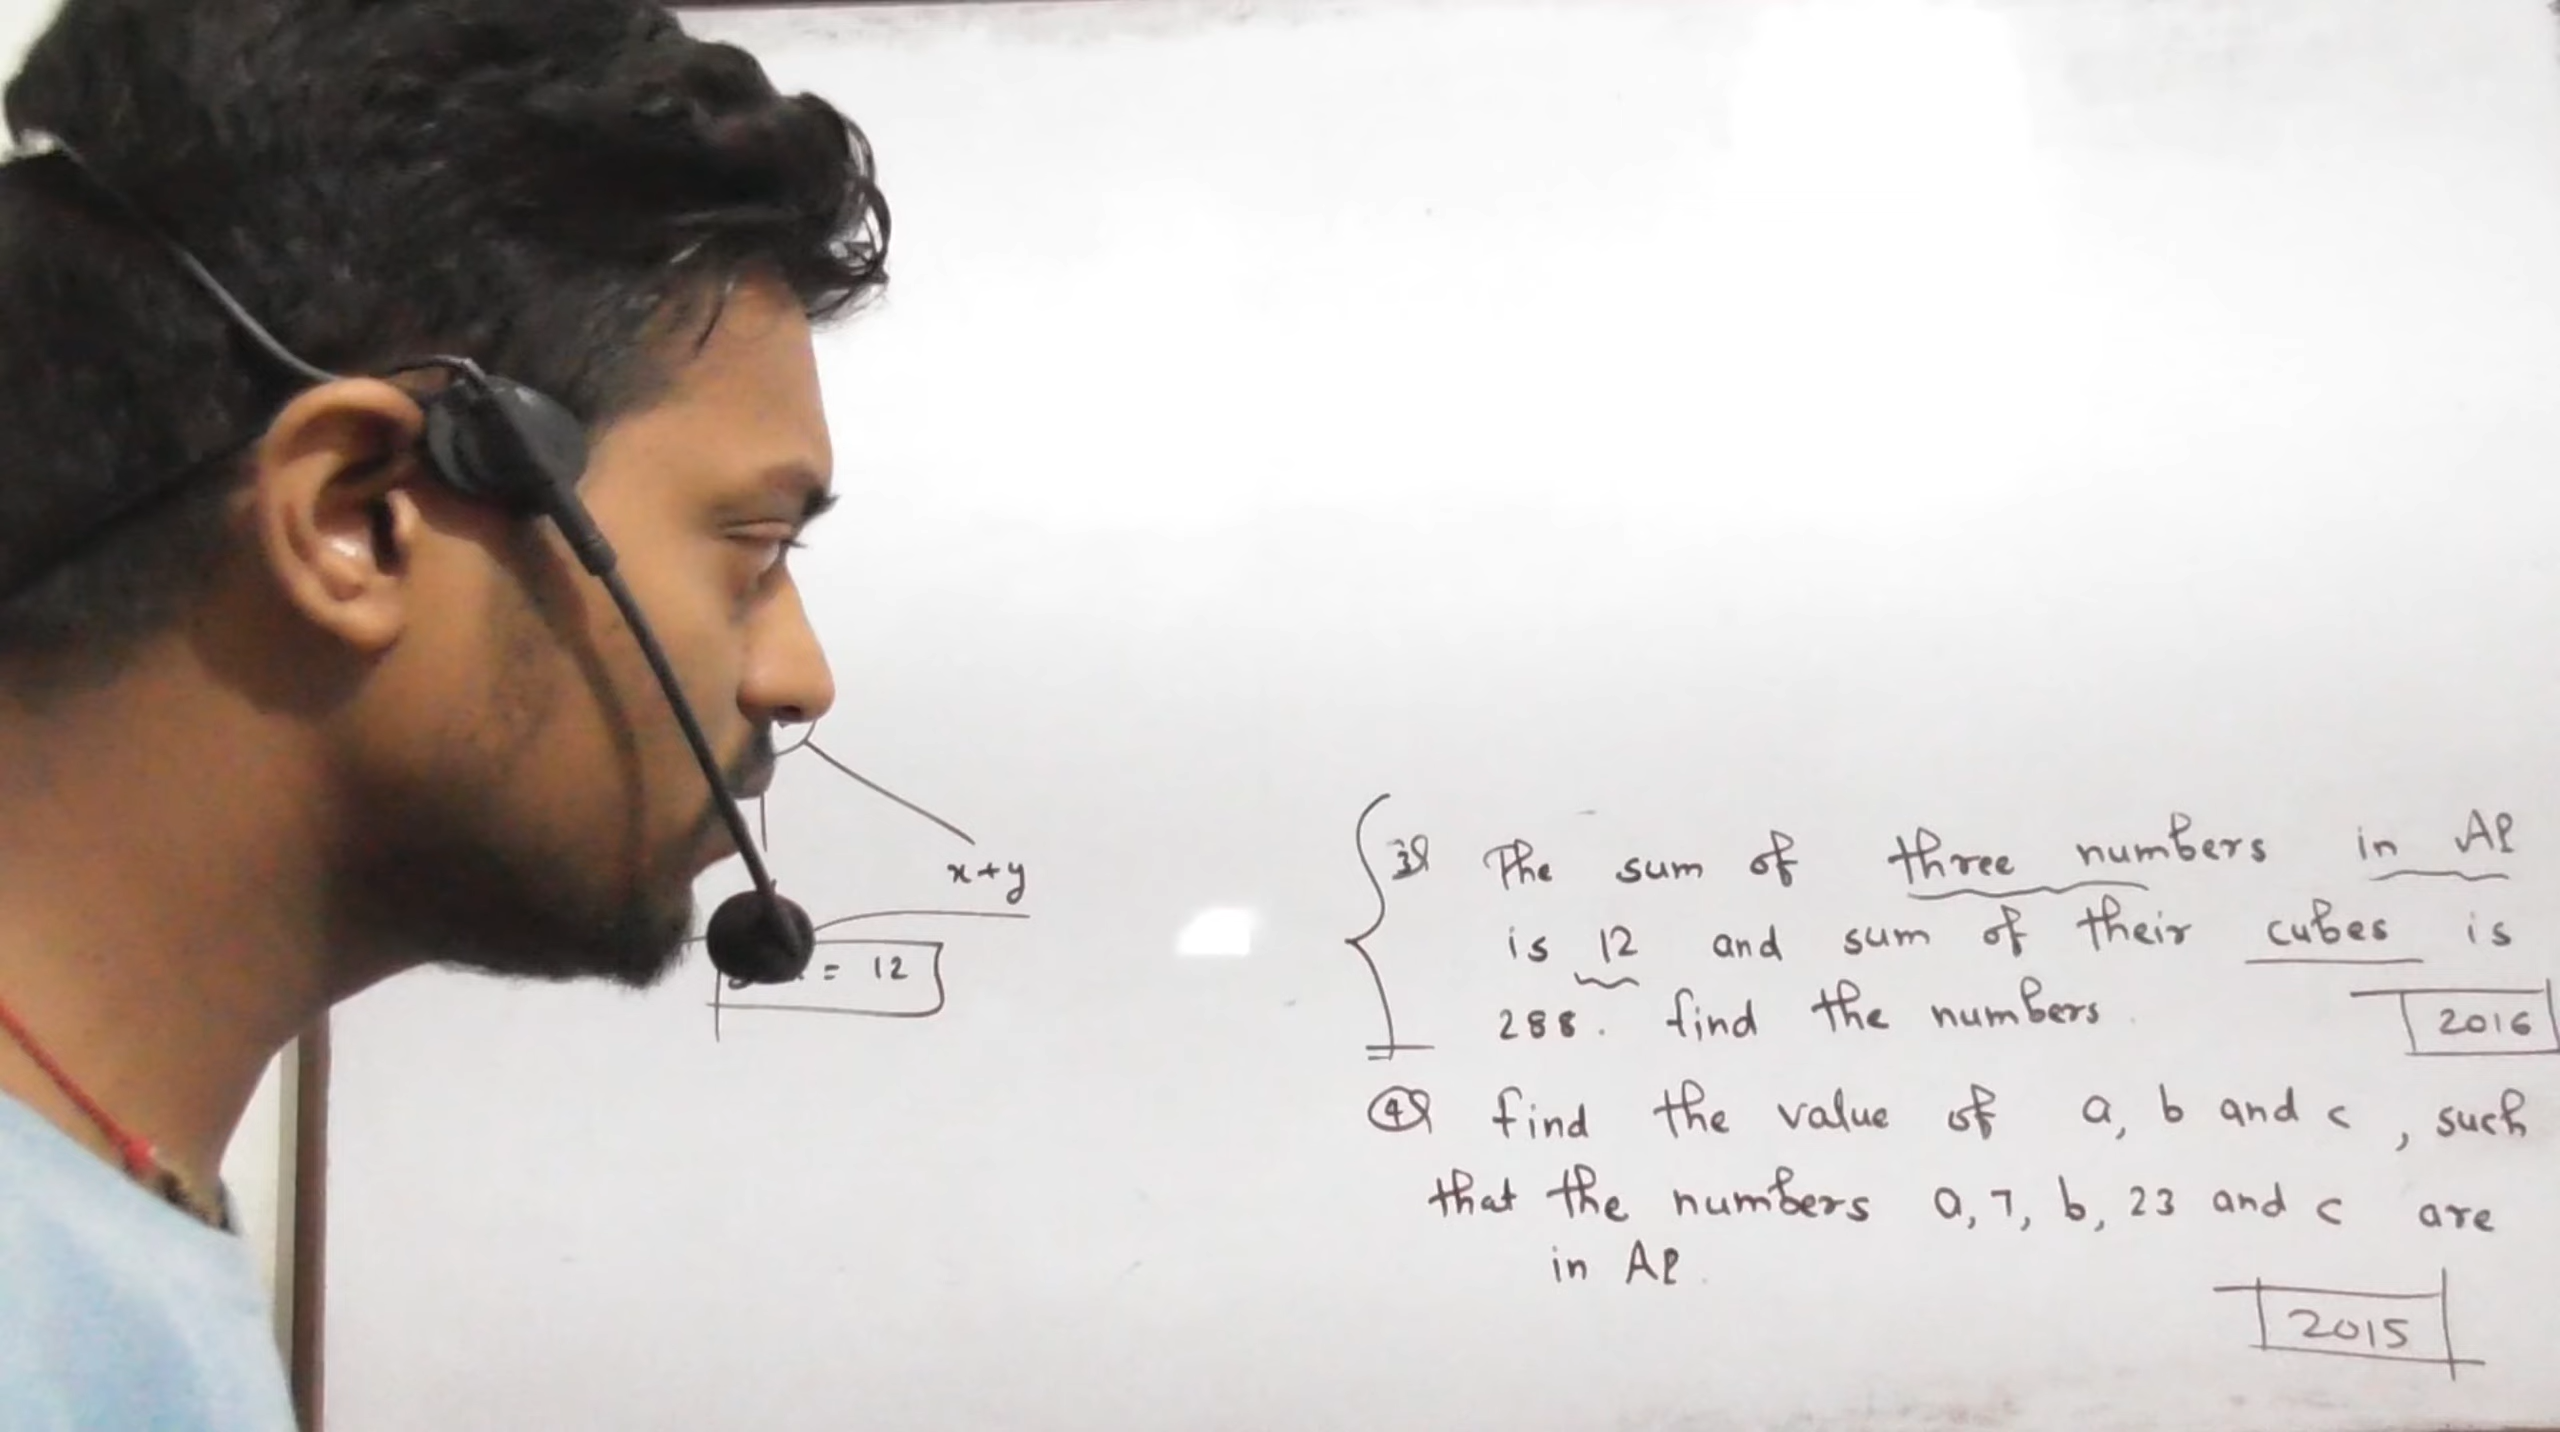 x+y
= 12
3) The sum of three numbers in AP
is 12 and sum of their cubes is
288. find the numbers
2016
4) find the value of a, b and c, such
that the numbers a, 7, b, 23 and c are
in AP.
2015